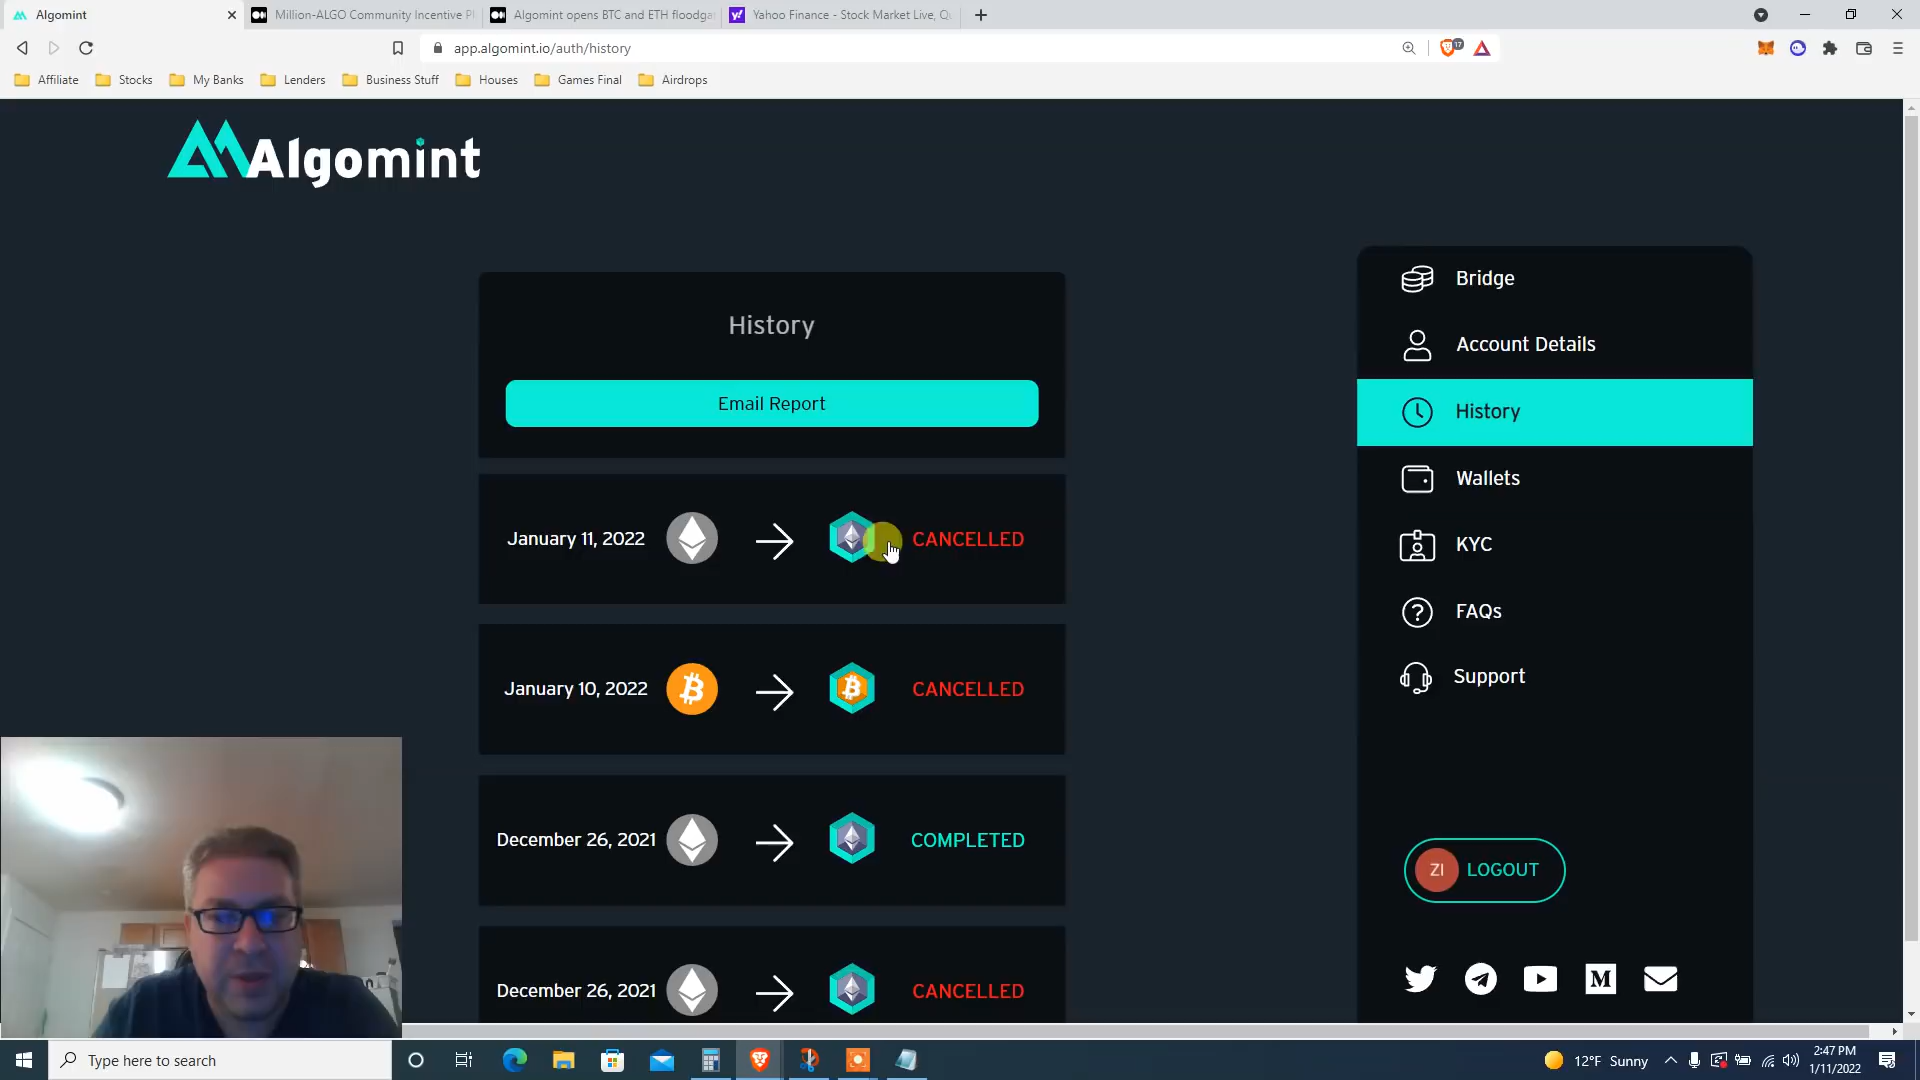 Algomint
Million-ALGO Community Incentive P
Algomint opens BTC and ETH floodga
Yahoo Finance - Stock Market Live, Q
app.algomint.io/auth/history
17
Affiliate
Stocks
My Banks
Lenders
Business Stuff
Houses
Games Final
Airdrops
Algomint
History
Email Report
January 11, 2022
CANCELLED
January 10, 2022
CANCELLED
December 26, 2021
COMPLETED
December 26, 2021
CANCELLED
Bridge
Account Details
History
Wallets
KYC
FAQs
Support
ZI
LOGOUT
Type here to search
12°F Sunny
2:47 PM
1/11/2022